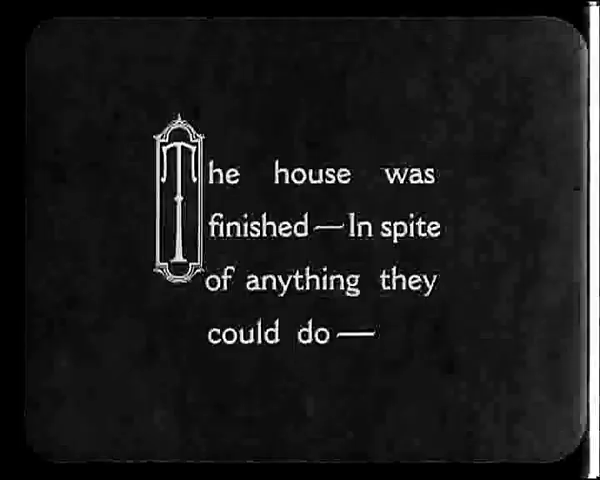 The house was
finished — In spite
of anything they
could do —